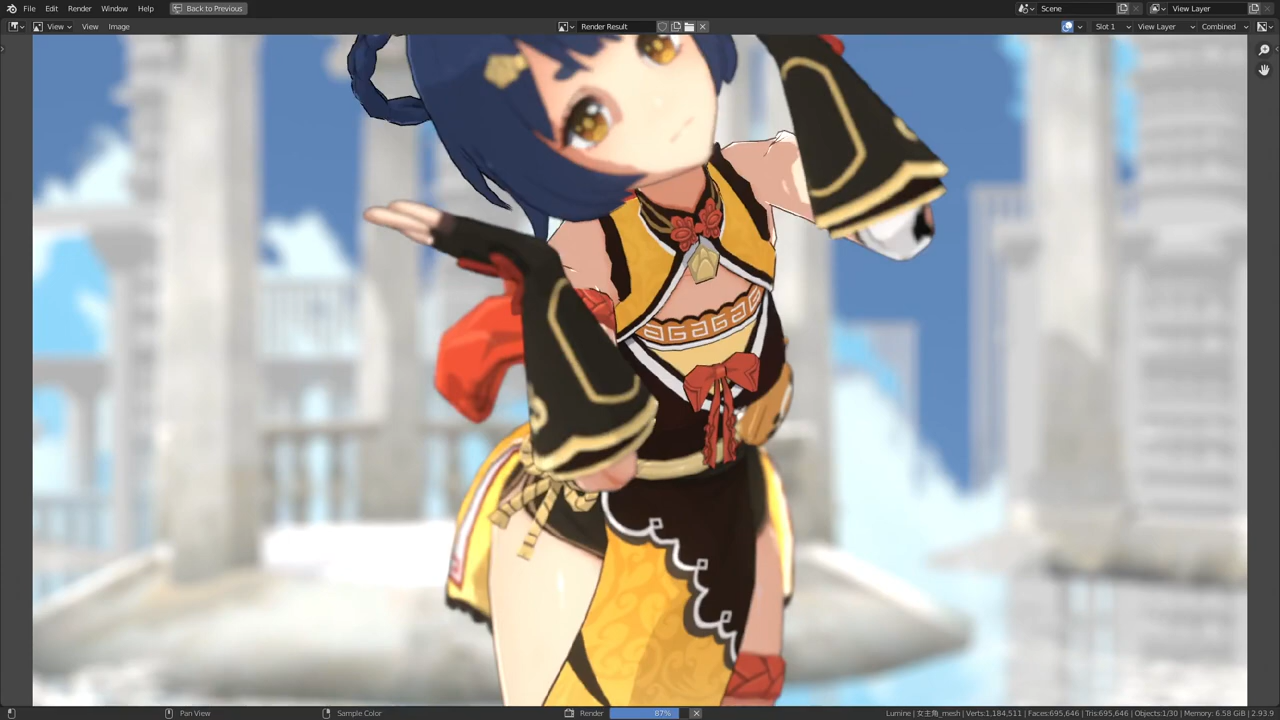 File Edit Render Window Help Back to Previous Scene View Layer
View View Image Render Result Slot 1 View Layer Combined
Pan View Sample Color Render 87% Lumine | 女主角_mesh | Verts:1,184,511 | Faces:695,646 | Tris:695,646 | Objects:1/30 | Memory: 6.58 GiB | 2.93.9